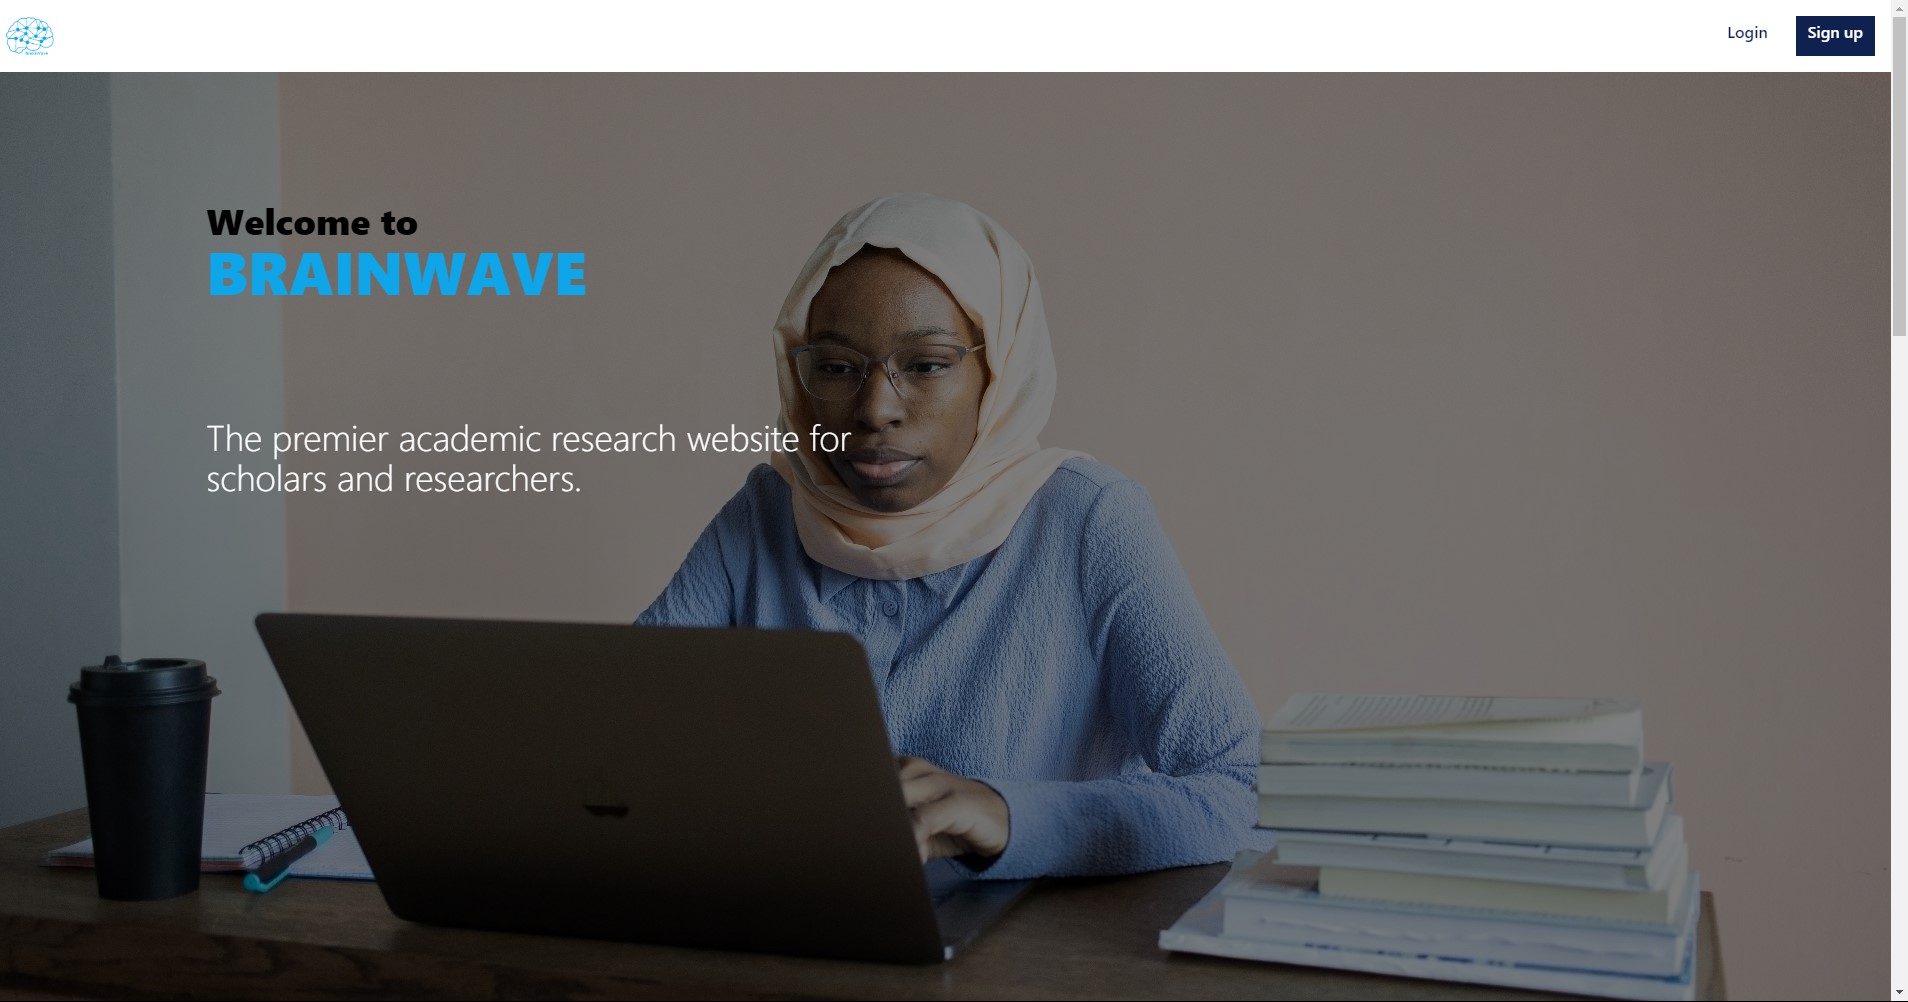 Login
Sign up
Welcome to
BRAINWAVE
The premier academic research website for
scholars and researchers.